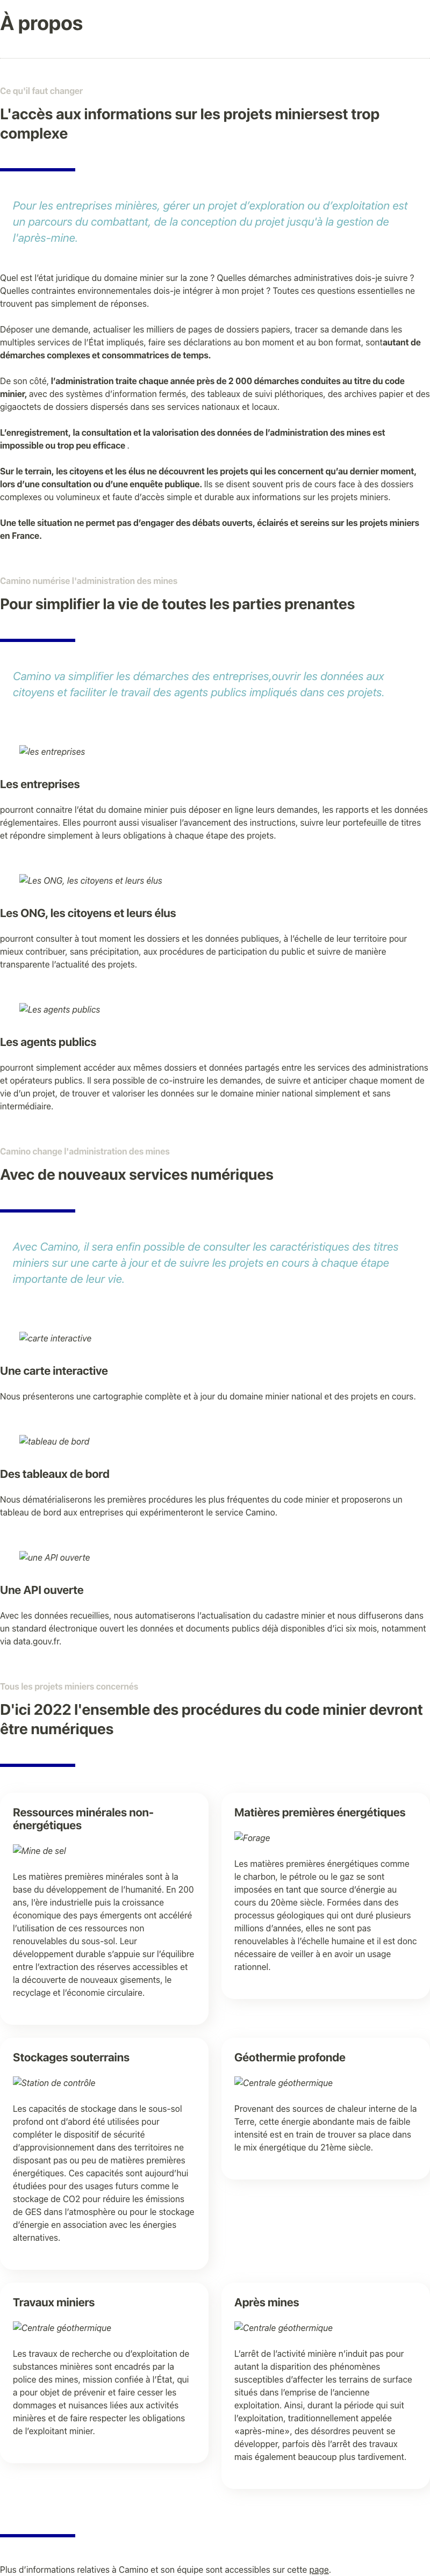 À propos
Ce qu'il faut changer
L'accès aux informations sur les projets miniersest trop
complexe
Pour les entreprises minières, gérer un projet d’exploration ou d’exploitation est
un parcours du combattant, de la conception du projet jusqu'à la gestion de
l'après-mine.
Quel est l’état juridique du domaine minier sur la zone ? Quelles démarches administratives dois-je suivre ?
Quelles contraintes environnementales dois-je intégrer à mon projet ? Toutes ces questions essentielles ne
trouvent pas simplement de réponses.
Déposer une demande, actualiser les milliers de pages de dossiers papiers, tracer sa demande dans les
multiples services de l'État impliqués, faire ses déclarations au bon moment et au bon format, sontautant de
démarches complexes et consommatrices de temps.
De son côté, l'administration traite chaque année près de 2 000 démarches conduites au titre du code
minier, avec des systèmes d’information fermés, des tableaux de suivi pléthoriques, des archives papier et des
gigaoctets de dossiers dispersés dans ses services nationaux et locaux.
L’enregistrement, la consultation et la valorisation des données de l’administration des mines est
impossible ou trop peu efficace .
Sur le terrain, les citoyens et les élus ne découvrent les projets qui les concernent qu’au dernier moment,
lors d’une consultation ou d’une enquête publique. Ils se disent souvent pris de cours face à des dossiers
complexes ou volumineux et faute d’accès simple et durable aux informations sur les projets miniers.
Une telle situation ne permet pas d’engager des débats ouverts, éclairés et sereins sur les projets miniers
en France.
Camino numérise l'administration des mines
Pour simplifier la vie de toutes les parties prenantes
Camino va simplifier les démarches des entreprises,ouvrir les données aux
citoyens et faciliter le travail des agents publics impliqués dans ces projets.
les entreprises
Les entreprises
pourront connaitre l’état du domaine minier puis déposer en ligne leurs demandes, les rapports et les données
réglementaires. Elles pourront aussi visualiser l’avancement des instructions, suivre leur portefeuille de titres
et répondre simplement à leurs obligations à chaque étape des projets.
Les ONG, les citoyens et leurs élus
Les ONG, les citoyens et leurs élus
pourront consulter à tout moment les dossiers et les données publiques, à l’échelle de leur territoire pour
mieux contribuer, sans précipitation, aux procédures de participation du public et suivre de manière
transparente l’actualité des projets.
Les agents publics
Les agents publics
pourront simplement accéder aux mêmes dossiers et données partagés entre les services des administrations
et opérateurs publics. Il sera possible de co-instruire les demandes, de suivre et anticiper chaque moment de
vie d’un projet, de trouver et valoriser les données sur le domaine minier national simplement et sans
intermédiaire.
Camino change l'administration des mines
Avec de nouveaux services numériques
Avec Camino, il sera enfin possible de consulter les caractéristiques des titres
miniers sur une carte à jour et de suivre les projets en cours à chaque étape
importante de leur vie.
carte interactive
Une carte interactive
Nous présenterons une cartographie complète et à jour du domaine minier national et des projets en cours.
tableau de bord
Des tableaux de bord
Nous dématérialiserons les premières procédures les plus fréquentes du code minier et proposerons un
tableau de bord aux entreprises qui expérimenteront le service Camino.
une API ouverte
Une API ouverte
Avec les données recueillies, nous automatiserons l'actualisation du cadastre minier et nous diffuserons dans
un standard électronique ouvert les données et documents publics déjà disponibles d’ici six mois, notamment
via data.gouv.fr.
Tous les projets miniers concernés
D'ici 2022 l'ensemble des procédures du code minier devront
être numériques
Ressources minérales non-
énergétiques
Mine de sel
Les matières premières minérales sont à la
base du développement de l'humanité. En 200
ans, l’ère industrielle puis la croissance
économique des pays émergents ont accéléré
l’utilisation de ces ressources non
renouvelables du sous-sol. Leur
développement durable s’appuie sur l’équilibre
entre l’extraction des réserves accessibles et
la découverte de nouveaux gisements, le
recyclage et l’économie circulaire.
Matières premières énergétiques
Forage
Les matières premières énergétiques comme
le charbon, le pétrole ou le gaz se sont
imposées en tant que source d’énergie au
cours du 20ème siècle. Formées dans des
processus géologiques qui ont duré plusieurs
millions d’années, elles ne sont pas
renouvelables à l’échelle humaine et il est donc
nécessaire de veiller à en avoir un usage
rationnel.
Stockages souterrains
Station de contrôle
Les capacités de stockage dans le sous-sol
profond ont d’abord été utilisées pour
compléter le dispositif de sécurité
d’approvisionnement dans des territoires ne
disposant pas ou peu de matières premières
énergétiques. Ces capacités sont aujourd’hui
étudiées pour des usages futurs comme le
stockage de CO2 pour réduire les émissions
de GES dans l’atmosphère ou pour le stockage
d’énergie en association avec les énergies
alternatives.
Géothermie profonde
Centrale géothermique
Provenant des sources de chaleur interne de la
Terre, cette énergie abondante mais de faible
intensité est en train de trouver sa place dans
le mix énergétique du 21ème siècle.
Travaux miniers
Centrale géothermique
Les travaux de recherche ou d’exploitation de
substances minières sont encadrés par la
police des mines, mission confiée à l’État, qui
a pour objet de prévenir et faire cesser les
dommages et nuisances liées aux activités
minières et de faire respecter les obligations
de l’exploitant minier.
Après mines
Centrale géothermique
L’arrêt de l’activité minière n’induit pas pour
autant la disparition des phénomènes
susceptibles d’affecter les terrains de surface
situés dans l’emprise de l’ancienne
exploitation. Ainsi, durant la période qui suit
l’exploitation, traditionnellement appelée
«après-mine», des désordres peuvent se
développer, parfois dès l’arrêt des travaux
mais également beaucoup plus tardivement.
Plus d’informations relatives à Camino et son équipe sont accessibles sur cette page.